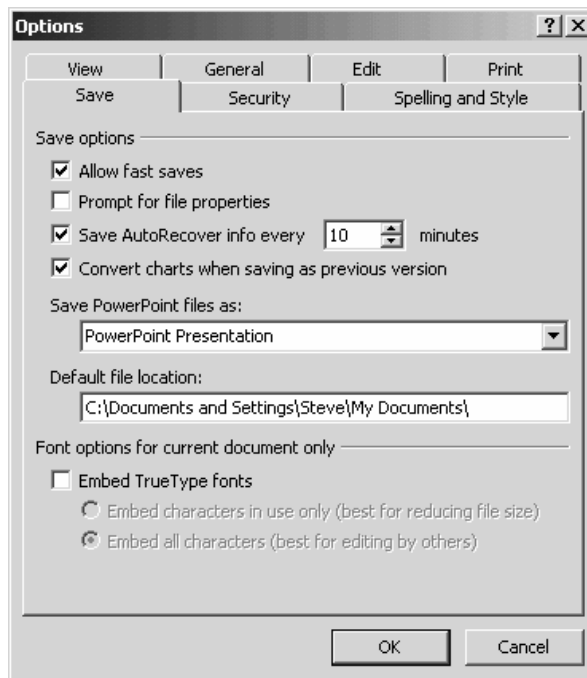 Options
View General Edit Print
Save Security Spelling and Style
Save options
Allow fast saves
Prompt for file properties
Save AutoRecover info every 10 minutes
Convert charts when saving as previous version
Save PowerPoint files as:
PowerPoint Presentation
Default file location:
C:\Documents and Settings\Steve\My Documents\
Font options for current document only
Embed TrueType fonts
Embed characters in use only (best for reducing file size)
Embed all characters (best for editing by others)
OK Cancel